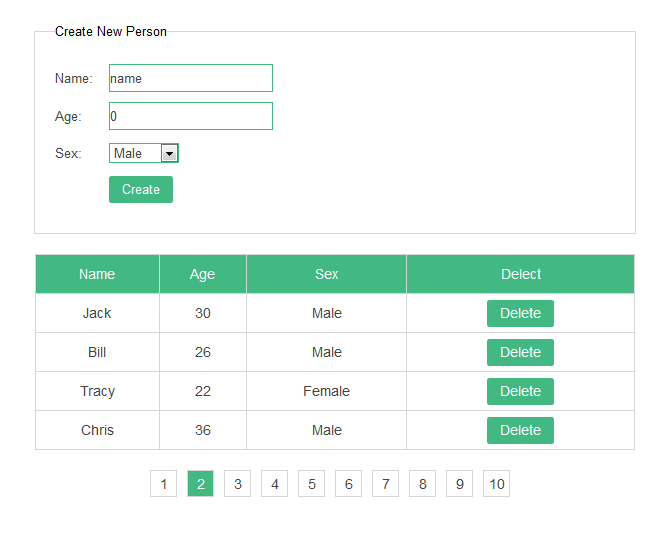 Create New Person
Name: name
Age: 0
Sex: Male
Create
Name Age Sex Delect
Jack 30 Male Delete
Bill 26 Male Delete
Tracy 22 Female Delete
Chris 36 Male Delete
1 2 3 4 5 6 7 8 9 10